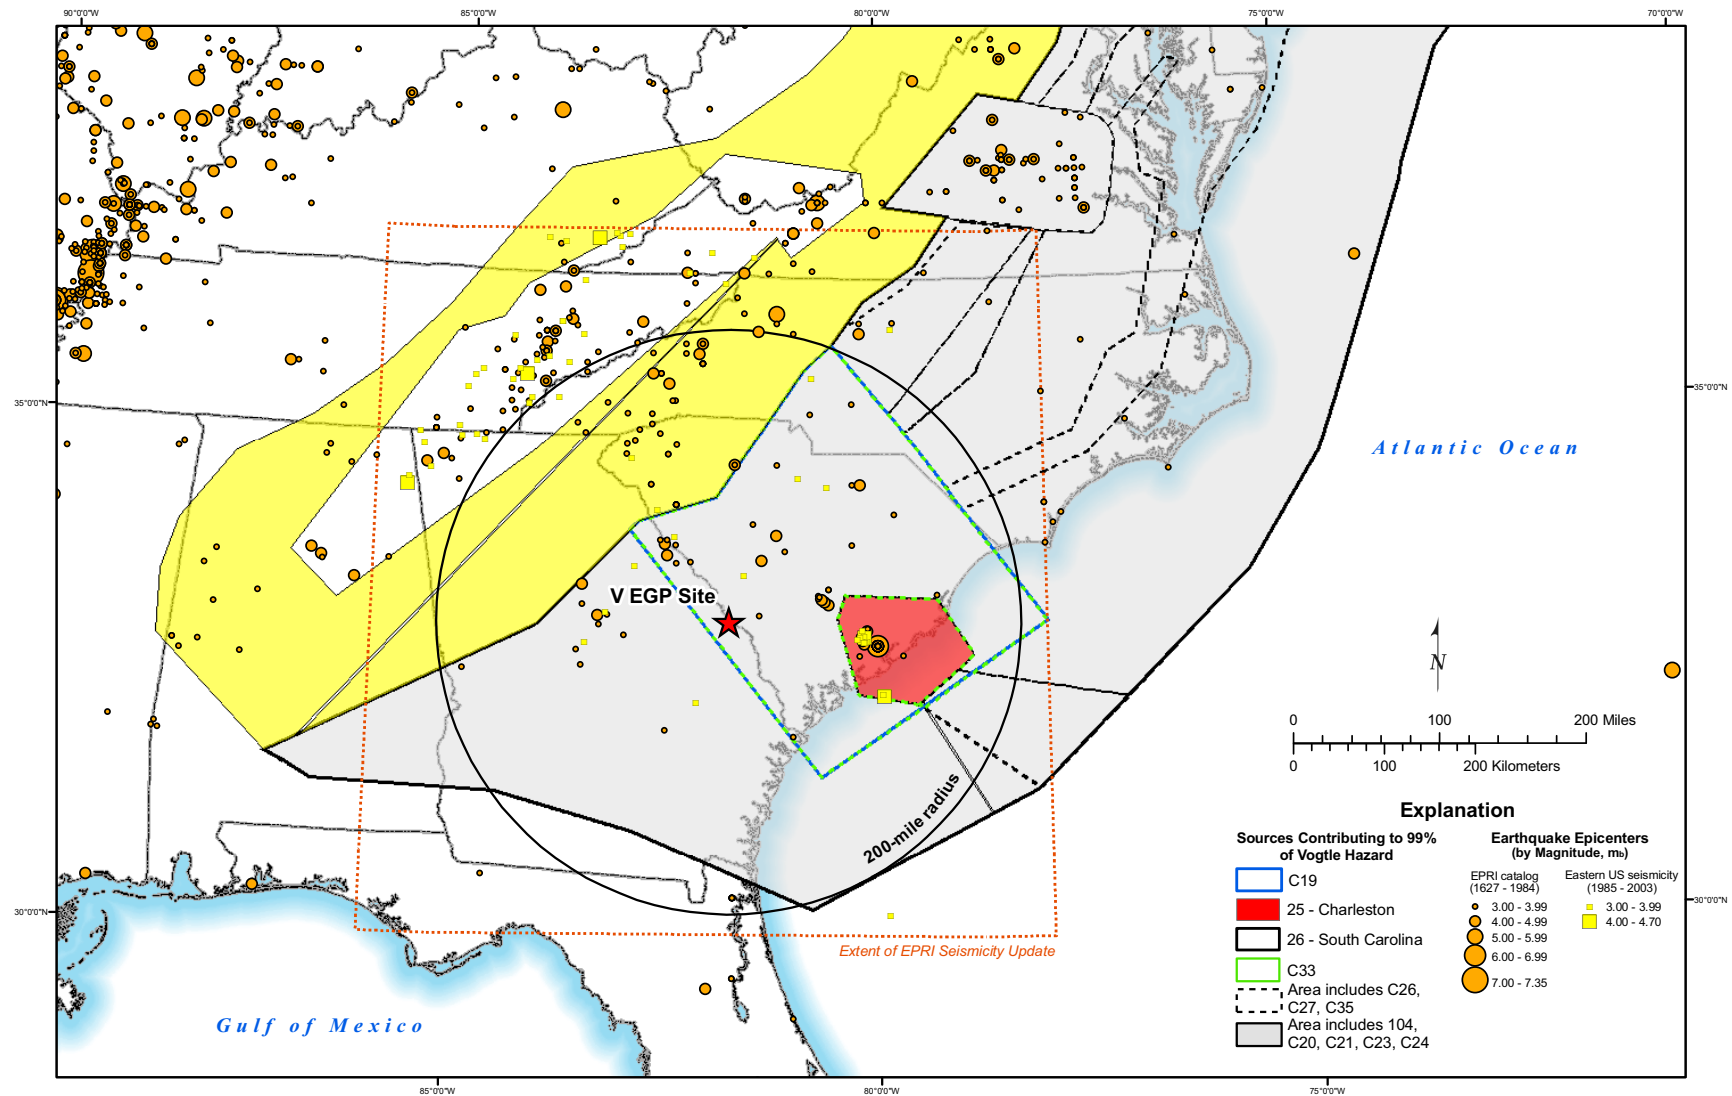 90°0'0"W
85°0'0"W
80°0'0"W
75°0'0"W
70°0'0"W
35°0'0"N
35°0'0"N
Atlantic Ocean
V EGP Site
N
0 100 200 Miles
0 100 200 Kilometers
200-mile radius
Explanation
Sources Contributing to 99%
of Vogtle Hazard
C19
25 - Charleston
26 - South Carolina
C33
Area includes C26,
C27, C35
Area includes 104,
C20, C21, C23, C24
Earthquake Epicenters
(by Magnitude, mb)
EPRI catalog
(1627 - 1984)
3.00 - 3.99
4.00 - 4.99
5.00 - 5.99
6.00 - 6.99
7.00 - 7.35
Eastern US seismicity
(1985 - 2003)
3.00 - 3.99
4.00 - 4.70
30°0'0"N
30°0'0"N
Extent of EPRI Seismicity Update
Gulf of Mexico
85°0'0"W
80°0'0"W
75°0'0"W